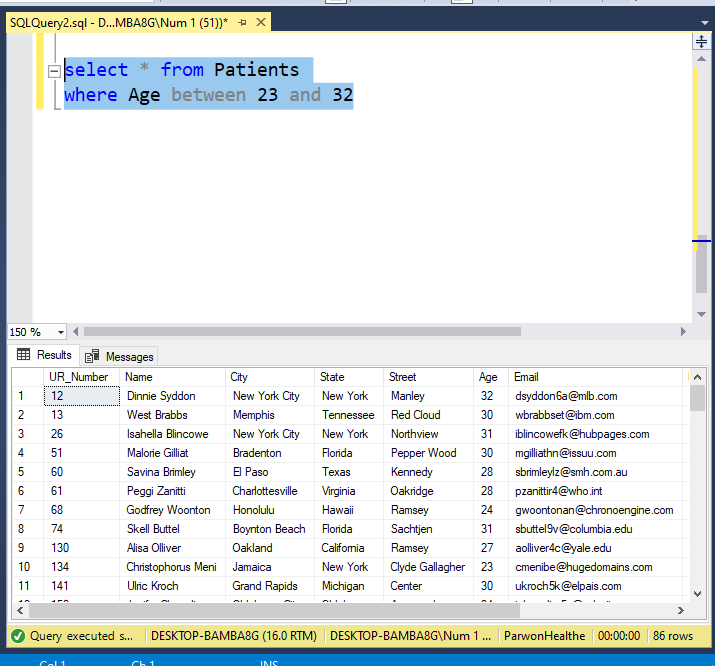 SQLQuery2.sql - D...MBA8G\Num 1 (51))*
select * from Patients
where Age between 23 and 32
150 %
Results Messages
UR_Number Name City State Street Age Email
1 12 Dinnie Syddon New York City New York Manley 32 dsyddon6a@mlb.com
2 13 West Brabbs Memphis Tennessee Red Cloud 30 wbrabbset@ibm.com
3 26 Isahella Blincowe New York City New York Northview 31 iblincowefk@hubpages.com
4 51 Malorie Gilliat Bradenton Florida Pepper Wood 30 mgilliathn@issuu.com
5 60 Savina Brimley El Paso Texas Kennedy 28 sbrimleylz@smh.com.au
6 61 Peggi Zanitti Charlottesville Virginia Oakridge 28 pzanittir4@who.int
7 68 Godfrey Woonton Honolulu Hawaii Ramsey 24 gwoontonan@chronoengine.com
8 74 Skell Buttel Boynton Beach Florida Sachtjen 31 sbuttel9v@columbia.edu
9 130 Alisa Olliver Oakland California Ramsey 27 aolliver4c@yale.edu
10 134 Christophorus Meni Jamaica New York Clyde Gallagher 23 cmenibe@hugedomains.com
11 141 Ulric Kroch Grand Rapids Michigan Center 30 ukroch5k@elpais.com
Query executed s... DESKTOP-BAMBA8G (16.0 RTM) DESKTOP-BAMBA8G\Num 1 ... ParwonHealthe 00:00:00 86 rows
Col 1 Ch 1 INS